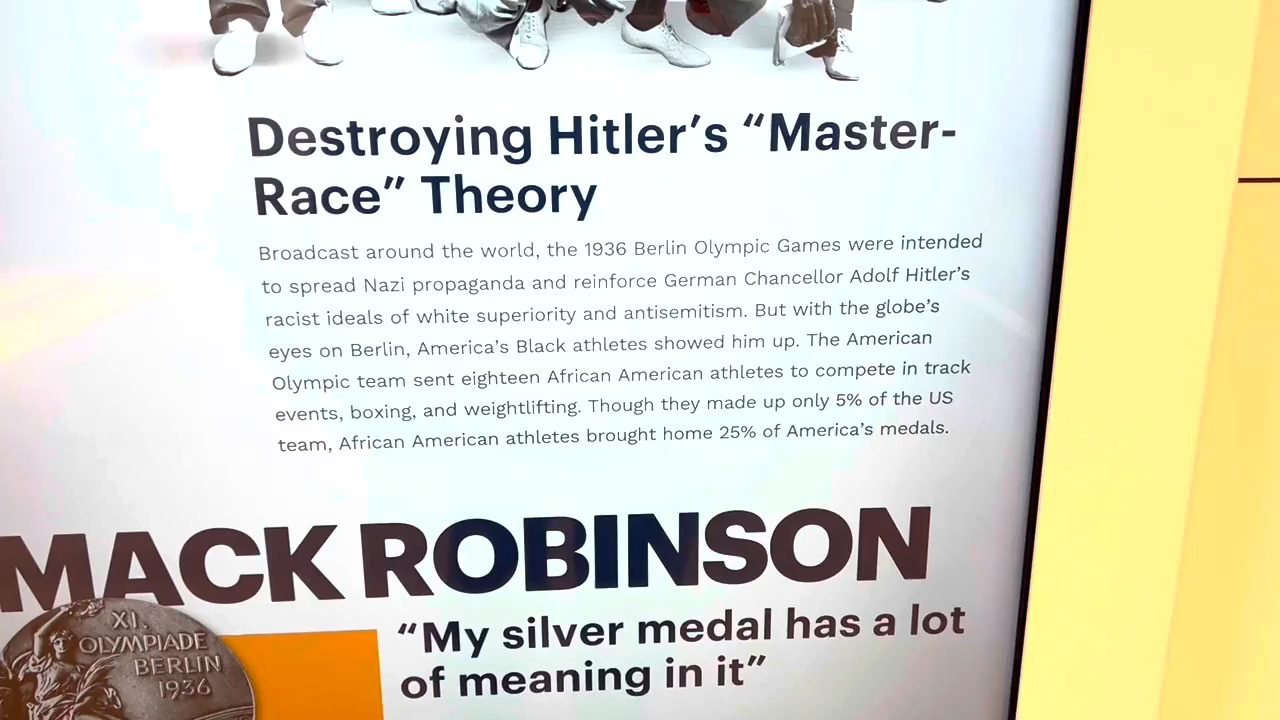 Destroying Hitler’s “Master-
Race” Theory
Broadcast around the world, the 1936 Berlin Olympic Games were intended
to spread Nazi propaganda and reinforce German Chancellor Adolf Hitler’s
racist ideals of white superiority and antisemitism. But with the globe’s
eyes on Berlin, America’s Black athletes showed him up. The American
Olympic team sent eighteen African American athletes to compete in track
events, boxing, and weightlifting. Though they made up only 5% of the US
team, African American athletes brought home 25% of America’s medals.
MACK ROBINSON
XI.
OLYMPIADE
BERLIN
1936
“My silver medal has a lot
of meaning in it”